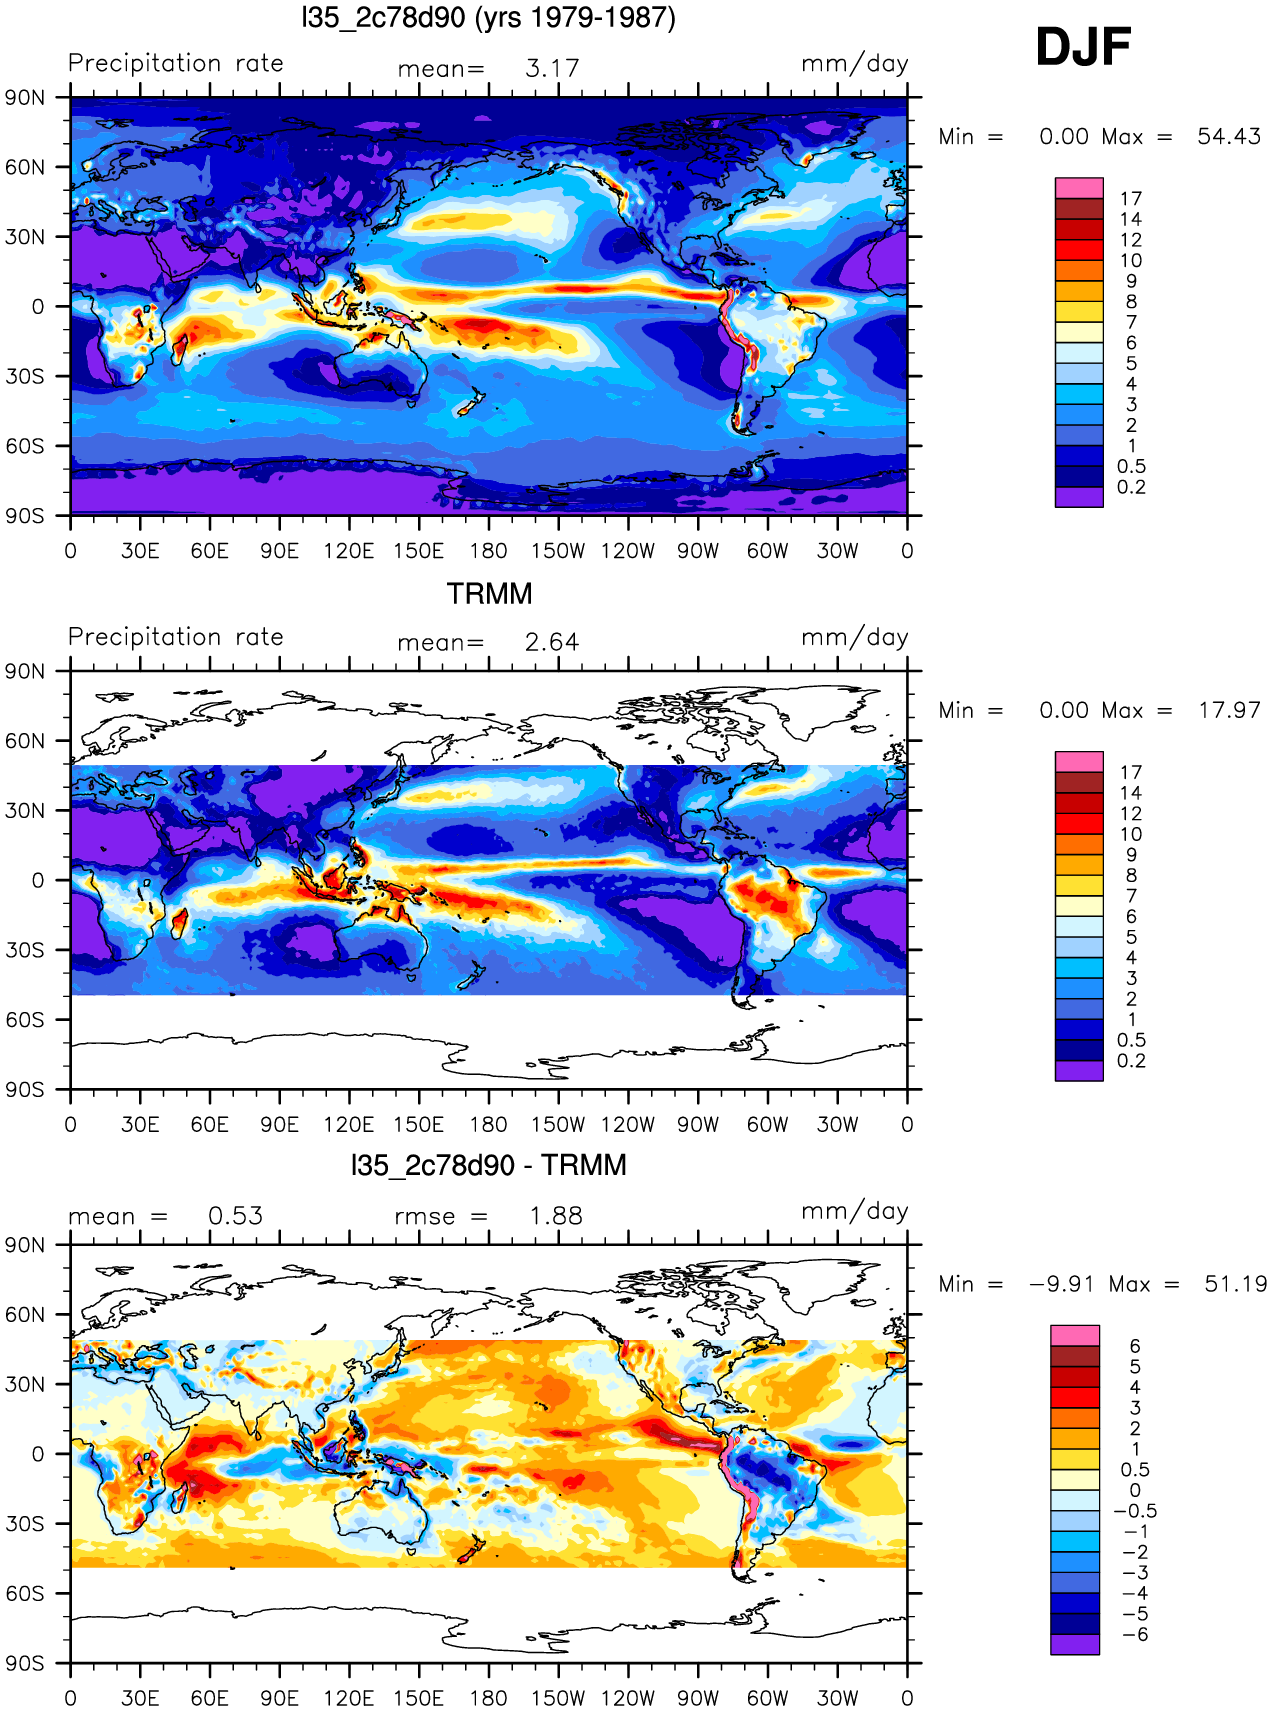 l35_2c78d90 (yrs 1979-1987)
DJF
Precipitation rate mean= 3.17 mm/day
Min = 0.00 Max = 54.43
90N
60N
30N
0
30S
60S
90S
0 30E 60E 90E 120E 150E 180 150W 120W 90W 60W 30W 0
17
14
12
10
9
8
7
6
5
4
3
2
1
0.5
0.2
TRMM
Precipitation rate mean= 2.64 mm/day
Min = 0.00 Max = 17.97
90N
60N
30N
0
30S
60S
90S
0 30E 60E 90E 120E 150E 180 150W 120W 90W 60W 30W 0
17
14
12
10
9
8
7
6
5
4
3
2
1
0.5
0.2
l35_2c78d90 - TRMM
mean = 0.53 rmse = 1.88 mm/day
Min = −9.91 Max = 51.19
90N
60N
30N
0
30S
60S
90S
0 30E 60E 90E 120E 150E 180 150W 120W 90W 60W 30W 0
6
5
4
3
2
1
0.5
0
−0.5
−1
−2
−3
−4
−5
−6